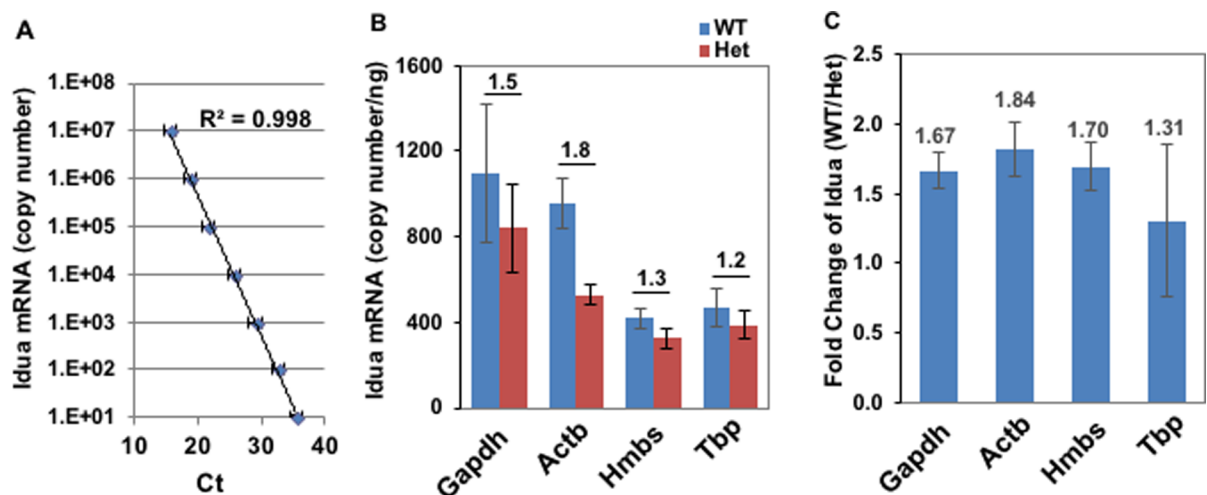 A
Idua mRNA (copy number)
1.E+08
1.E+07
1.E+06
1.E+05
1.E+04
1.E+03
1.E+02
1.E+01
R² = 0.998
10 20 30 40
Ct
B
WT
Het
Idua mRNA (copy number/ng)
1600
1200
800
400
0
1.5
1.8
1.3
1.2
Gapdh
Actb
Hmbs
Tbp
C
Fold Change of Idua (WT/Het)
2.5
2.0
1.5
1.0
0.5
0.0
1.67
1.84
1.70
1.31
Gapdh
Actb
Hmbs
Tbp